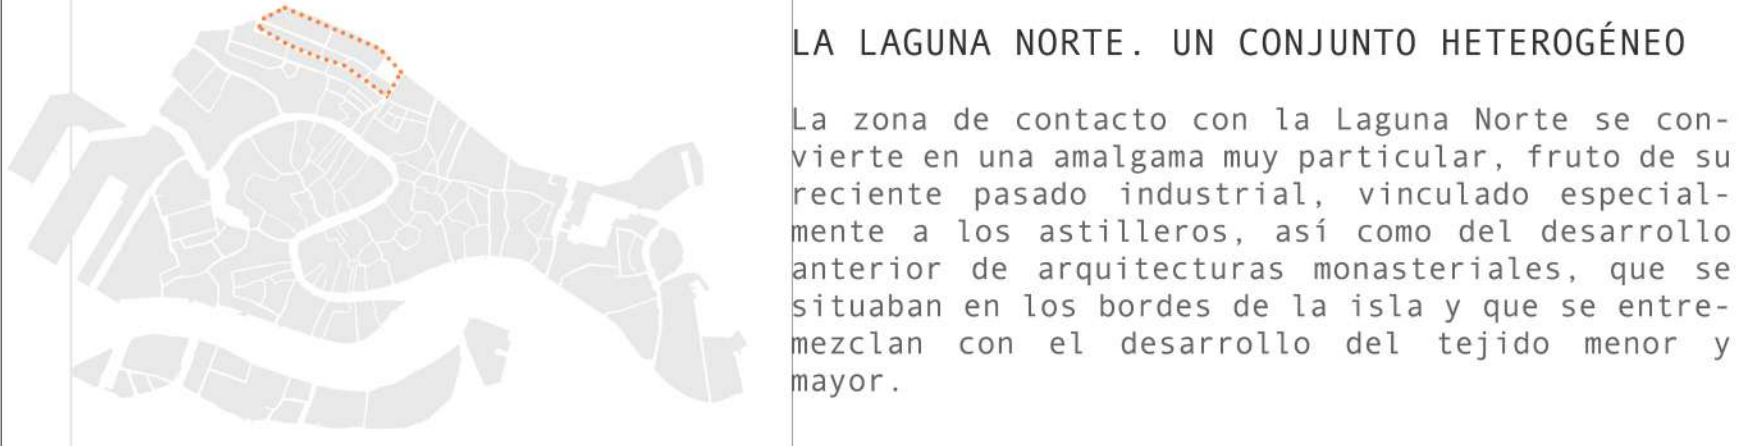 LA LAGUNA NORTE. UN CONJUNTO HETEROGÉNEO
La zona de contacto con la Laguna Norte se con-
vierte en una amalgama muy particular, fruto de su
reciente pasado industrial, vinculado especial-
mente a los astilleros, así como del desarrollo
anterior de arquitecturas monasteriales, que se
situaban en los bordes de la isla y que se entre-
mezclan con el desarrollo del tejido menor y
mayor.